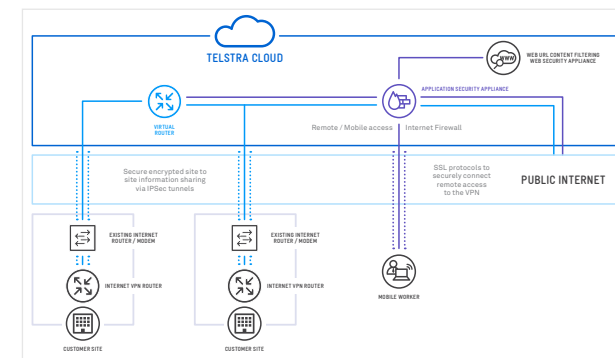 TELSTRA CLOUD
WWW
WEB URL CONTENT FILTERING
WEB SECURITY APPLIANCE
APPLICATION SECURITY APPLIANCE
VIRTUAL
ROUTER
Remote / Mobile access
Internet Firewall
Secure encrypted site to
site information sharing
via IPSec tunnels
SSL protocols to
securely connect
remote access
to the VPN
PUBLIC INTERNET
EXISTING INTERNET
ROUTER / MODEM
EXISTING INTERNET
ROUTER / MODEM
INTERNET VPN ROUTER
INTERNET VPN ROUTER
MOBILE WORKER
CUSTOMER SITE
CUSTOMER SITE